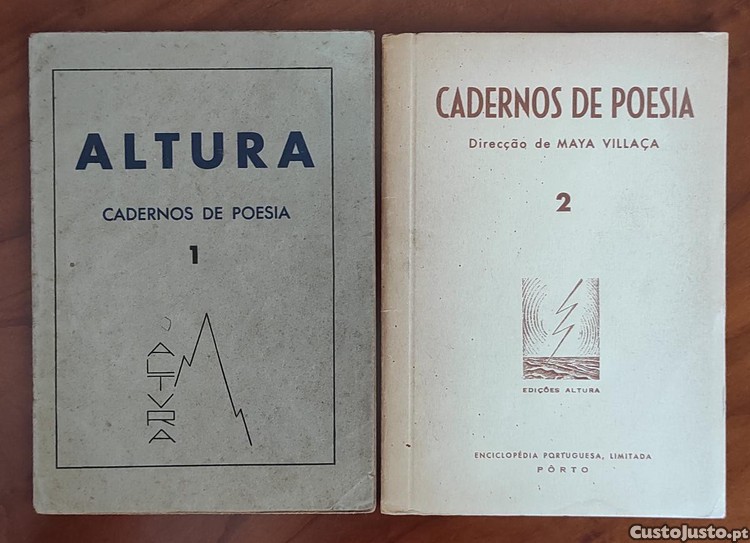 ALTURA
CADERNOS DE POESIA
1
ALTURA
CADERNOS DE POESIA
Direcção de MAYA VILLAÇA
2
EDIÇÕES ALTURA
ENCICLOPÉDIA PORTUGUESA, LIMITADA
PÔRTO
CustoJusto.pt